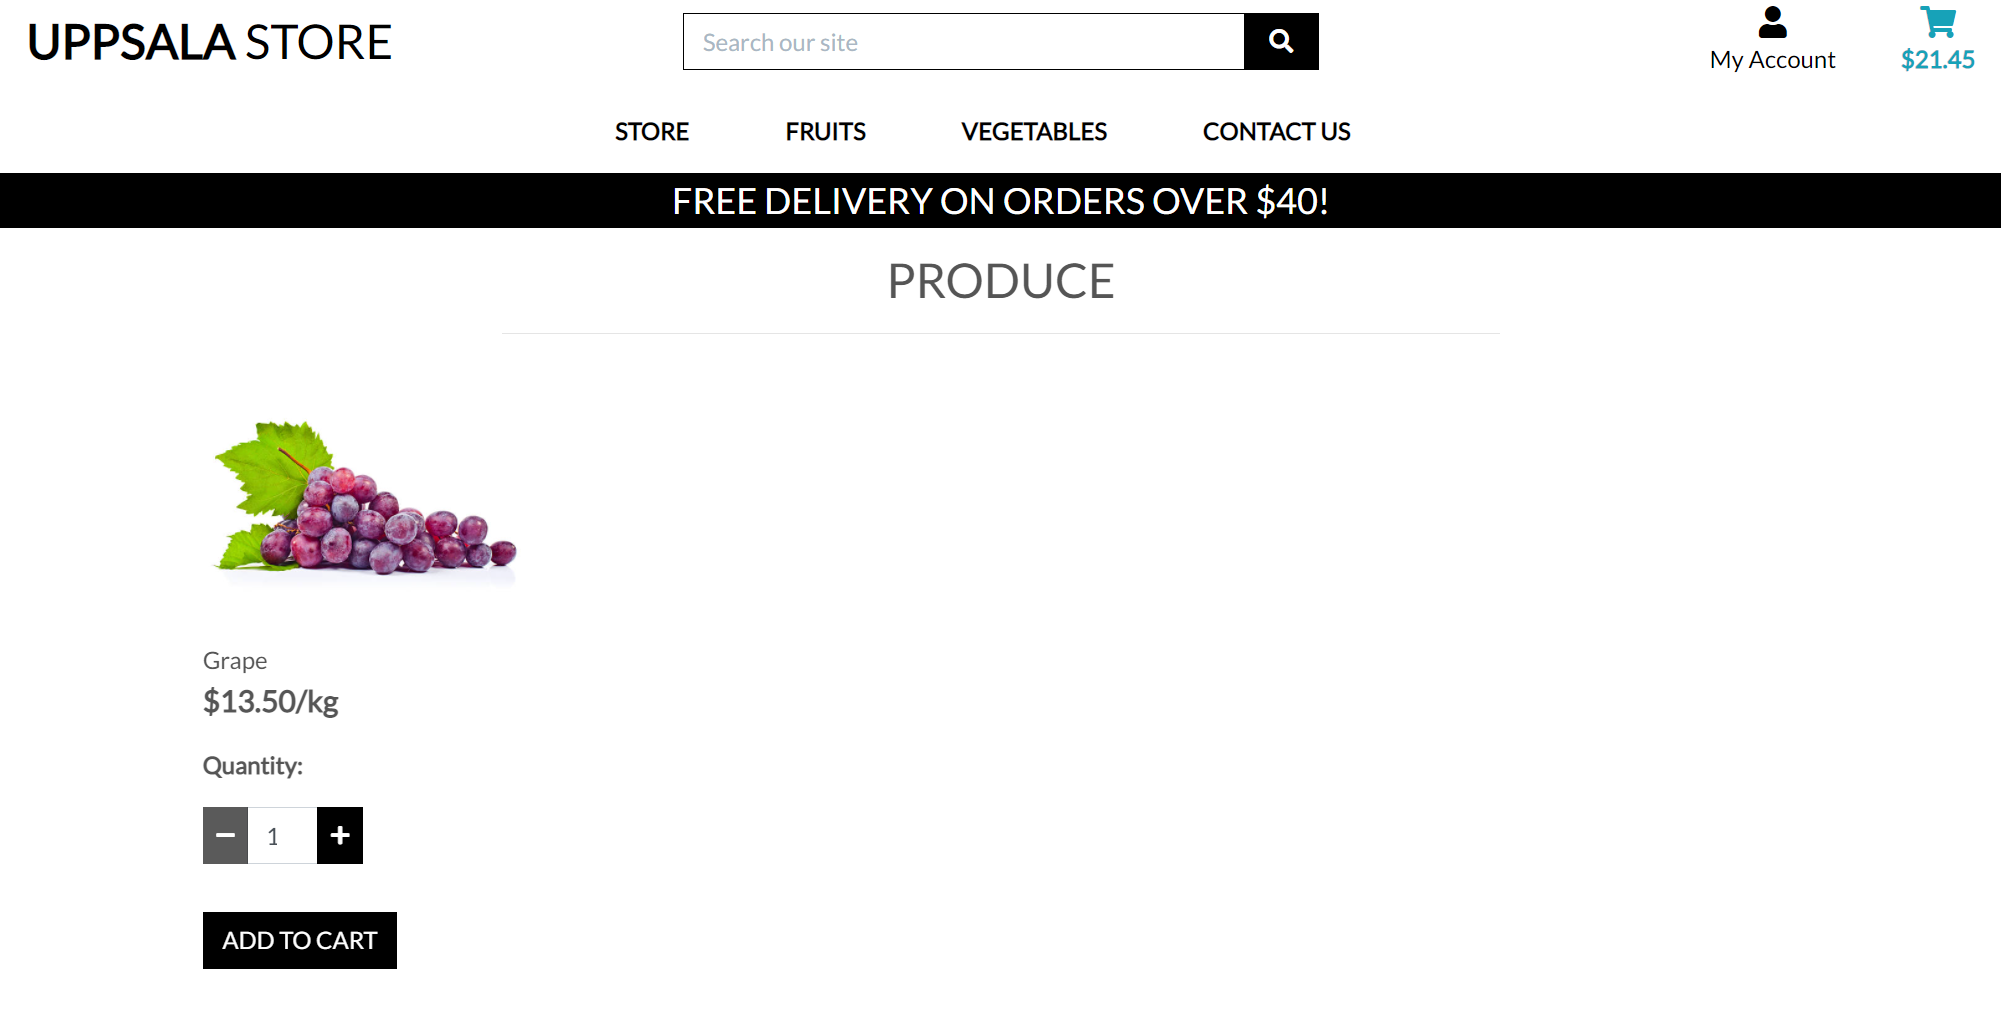 UPPSALA STORE
Search our site
My Account
$21.45
STORE FRUITS VEGETABLES CONTACT US
FREE DELIVERY ON ORDERS OVER $40!
PRODUCE
Grape
$13.50/kg
Quantity:
1
ADD TO CART